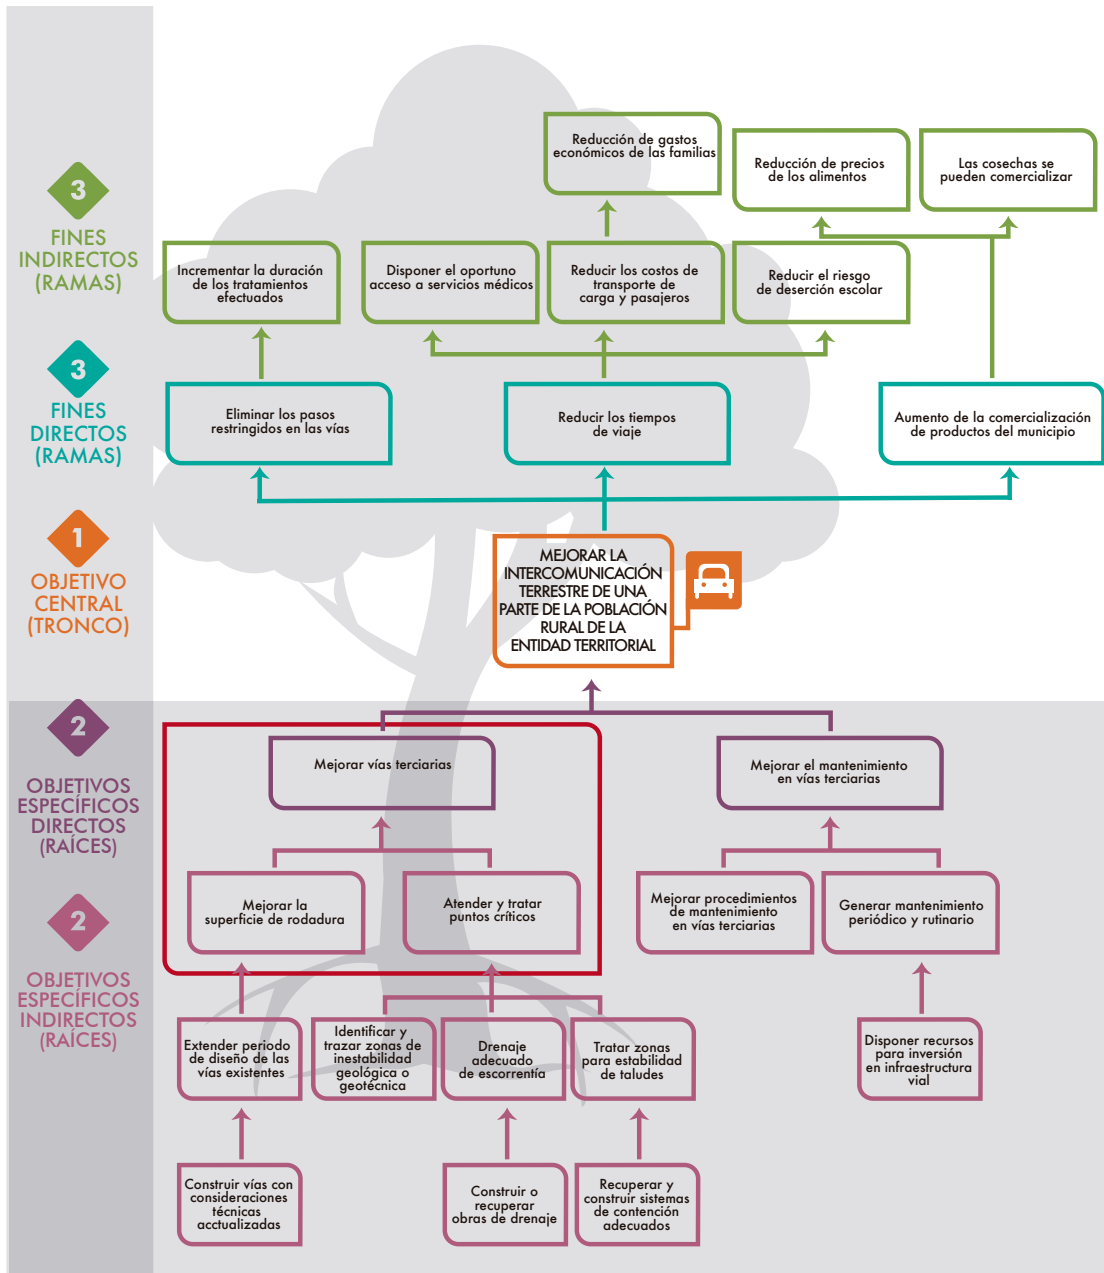 3
FINES
INDIRECTOS
(RAMAS)
Reducción de gastos
económicos de las familias
Reducción de precios
de los alimentos
Las cosechas se
pueden comercializar
Incrementar la duración
de los tratamientos
efectuados
Disponer el oportuno
acceso a servicios médicos
Reducir los costos de
transporte de
carga y pasajeros
Reducir el riesgo
de deserción escolar
3
FINES
DIRECTOS
(RAMAS)
Eliminar los pasos
restringidos en las vías
Reducir los tiempos
de viaje
Aumento de la comercialización
de productos del municipio
1
OBJETIVO
CENTRAL
(TRONCO)
MEJORAR LA
INTERCOMUNICACIÓN
TERRESTRE DE UNA
PARTE DE LA POBLACIÓN
RURAL DE LA
ENTIDAD TERRITORIAL
2
OBJETIVOS
ESPECÍFICOS
DIRECTOS
(RAÍCES)
Mejorar vías terciarias
Mejorar el mantenimiento
en vías terciarias
2
OBJETIVOS
ESPECÍFICOS
INDIRECTOS
(RAÍCES)
Mejorar la
superficie de rodadura
Atender y tratar
puntos críticos
Mejorar procedimientos
de mantenimiento
en vías terciarias
Generar mantenimiento
periódico y rutinario
Extender periodo
de diseño de las
vías existentes
Identificar y
trazar zonas de
inestabilidad
geológica o
geotécnica
Drenaje
adecuado
de escorrentía
Tratar zonas
para estabilidad
de taludes
Disponer recursos
para inversión
en infraestructura
vial
Construir vías con
consideraciones
técnicas
acctualizadas
Construir o
recuperar
obras de drenaje
Recuperar y
construir sistemas
de contención
adecuados